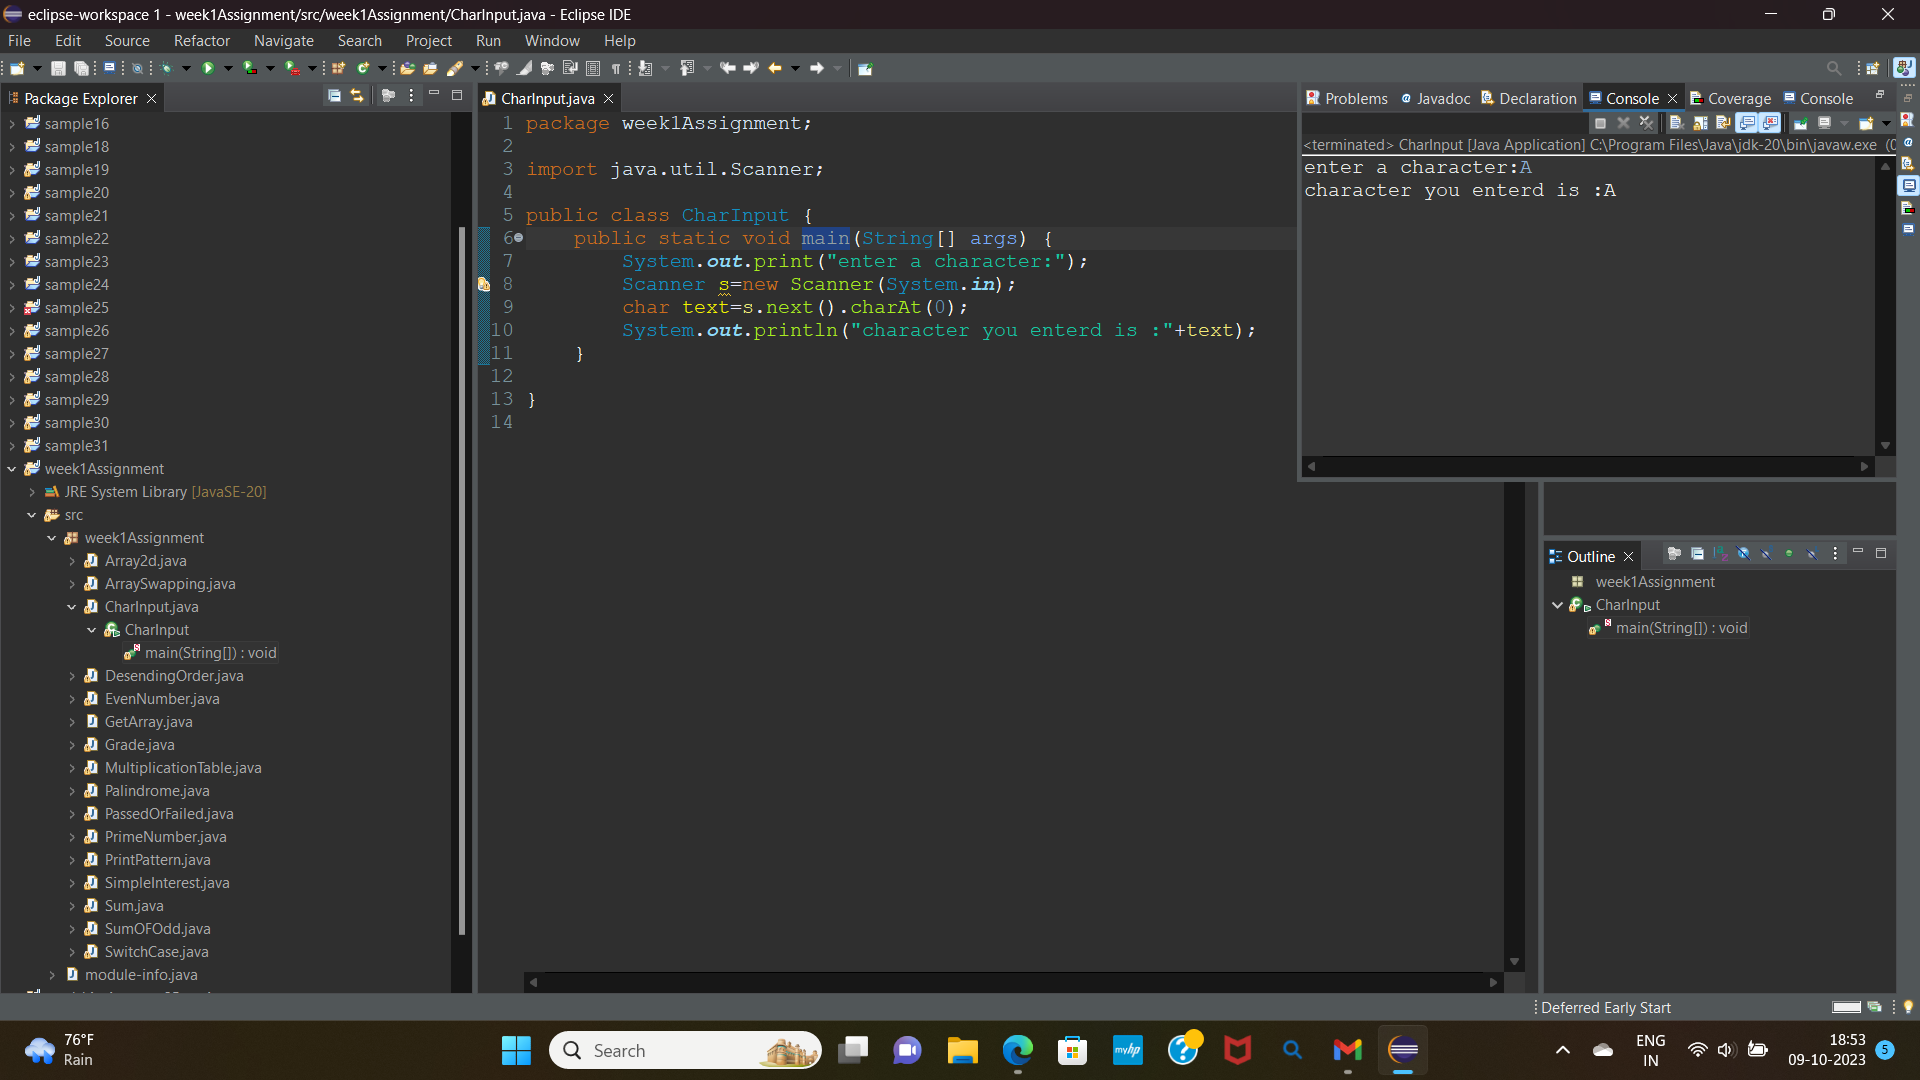 eclipse-workspace 1 - week1Assignment/src/week1Assignment/CharInput.java - Eclipse IDE
File Edit Source Refactor Navigate Search Project Run Window Help
Package Explorer
sample16
sample18
sample19
sample20
sample21
sample22
sample23
sample24
sample25
sample26
sample27
sample28
sample29
sample30
sample31
week1Assignment
JRE System Library [JavaSE-20]
src
week1Assignment
Array2d.java
ArraySwapping.java
CharInput.java
CharInput
main(String[]) : void
DesendingOrder.java
EvenNumber.java
GetArray.java
Grade.java
MultiplicationTable.java
Palindrome.java
PassedOrFailed.java
PrimeNumber.java
PrintPattern.java
SimpleInterest.java
Sum.java
SumOFOdd.java
SwitchCase.java
module-info.java
CharInput.java
1 package week1Assignment;
2
3 import java.util.Scanner;
4
5 public class CharInput {
6 public static void main(String[] args) {
7 System.out.print("enter a character:");
8 Scanner s=new Scanner(System.in);
9 char text=s.next().charAt(0);
10 System.out.println("character you enterd is :"+text);
11 }
12
13 }
14
Problems Javadoc Declaration Console Coverage Console
<terminated> CharInput [Java Application] C:\Program Files\Java\jdk-20\bin\javaw.exe (0
enter a character:A
character you enterd is :A
Outline
week1Assignment
CharInput
main(String[]) : void
Deferred Early Start
76°F
Rain
Search
myhp
ENG
IN
18:53
09-10-2023
5